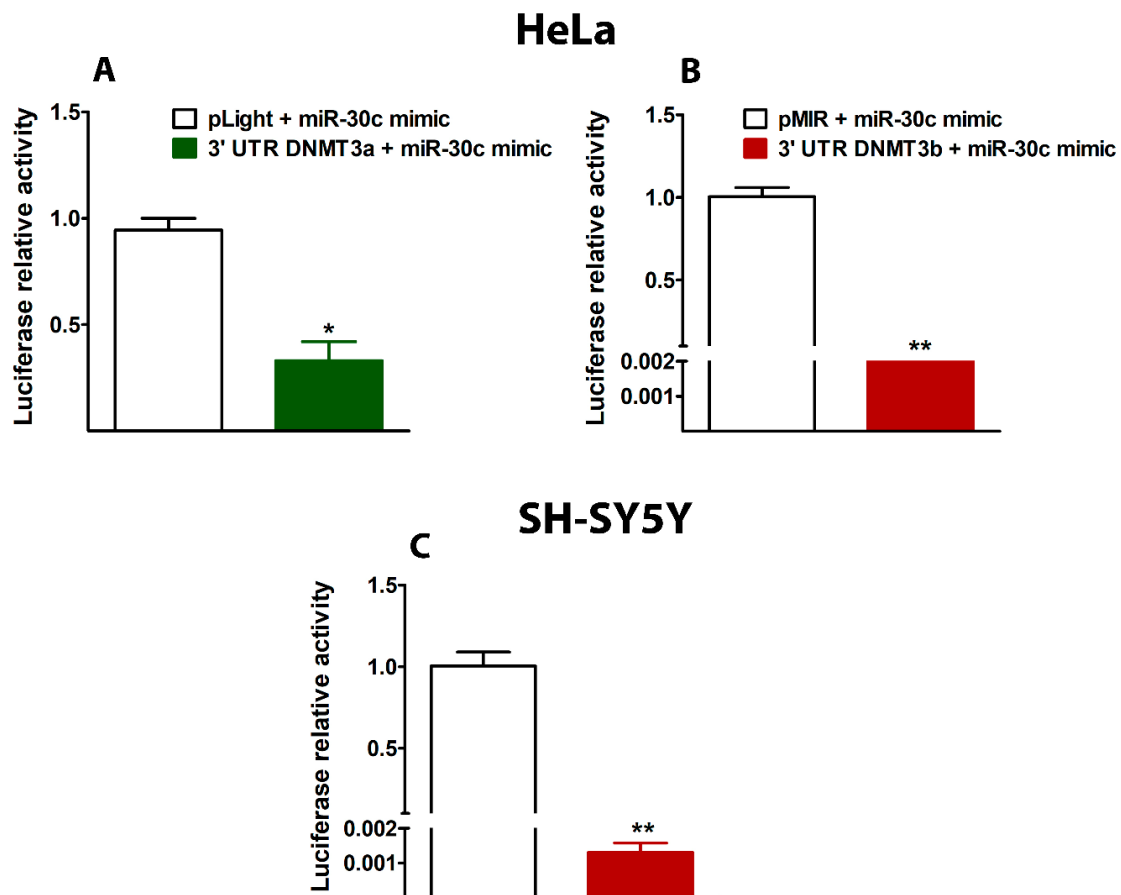 HeLa
A
Luciferase relative activity
1.5
1.0
0.5
pLight + miR-30c mimic
3' UTR DNMT3a + miR-30c mimic
*
B
Luciferase relative activity
1.5
1.0
0.5
0.002
0.001
pMIR + miR-30c mimic
3' UTR DNMT3b + miR-30c mimic
**
SH-SY5Y
C
Luciferase relative activity
1.5
1.0
0.5
0.002
0.001
**